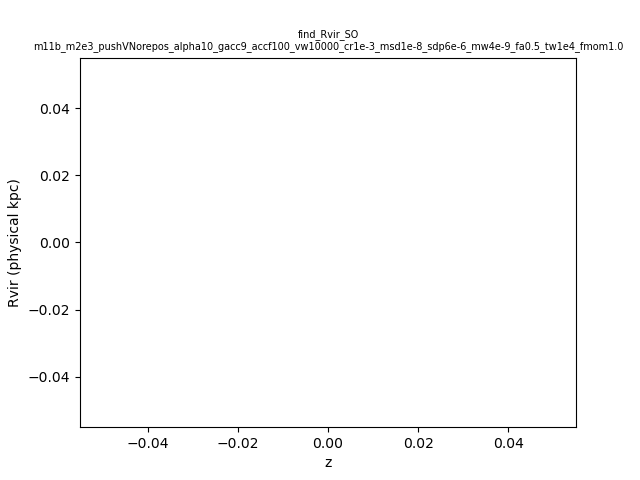 find_Rvir_SO
m11b_m2e3_pushVNorepos_alpha10_gacc9_accf100_vw10000_cr1e-3_msd1e-8_sdp6e-6_mw4e-9_fa0.5_tw1e4_fmom1.0
Rvir (physical kpc)
0.04
0.02
0.00
−0.02
−0.04
−0.04
−0.02
0.00
0.02
0.04
z